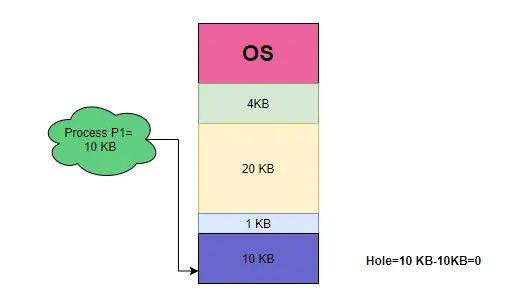 OS
4KB
Process P1=
10 KB
20 KB
1 KB
10 KB
Hole=10 KB-10KB=0